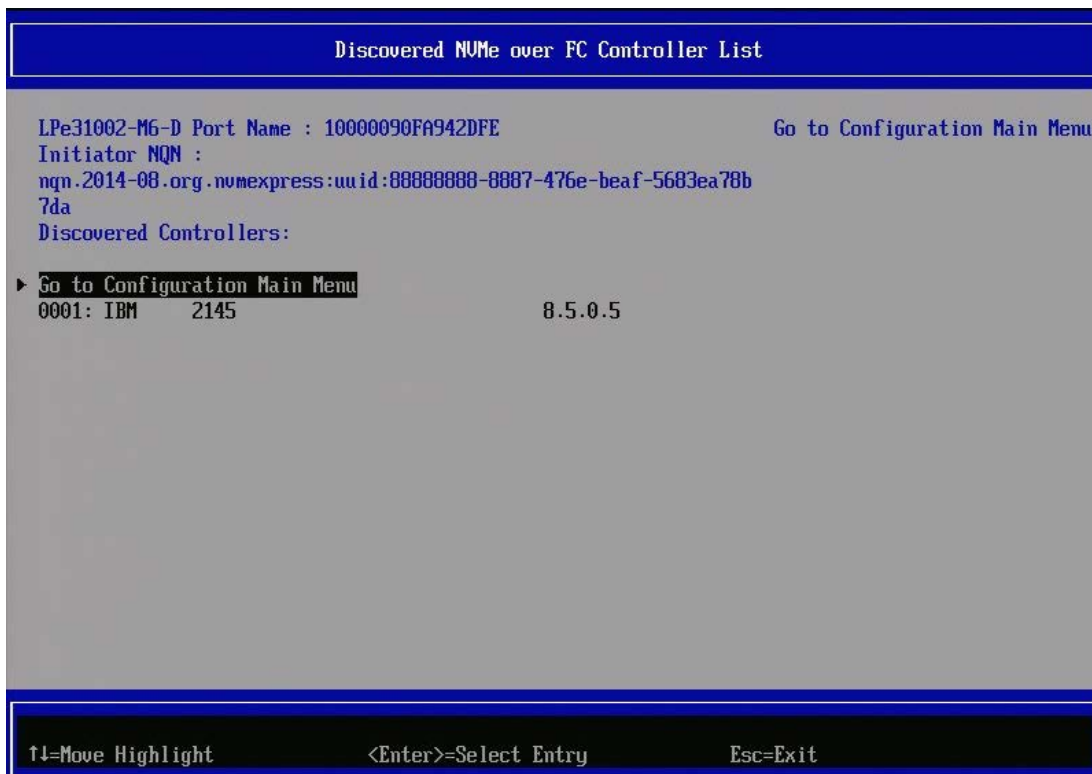 Discovered NVMe over FC Controller List
LPe31002-M6-D Port Name : 10000090FA942DFE
Go to Configuration Main Menu
Initiator NQN :
nqn.2014-08.org.nvmexpress:uuid:88888888-8887-476e-beaf-5683ea78b
7da
Discovered Controllers:
▶ Go to Configuration Main Menu
0001: IBM 2145 8.5.0.5
↑↓=Move Highlight <Enter>=Select Entry Esc=Exit